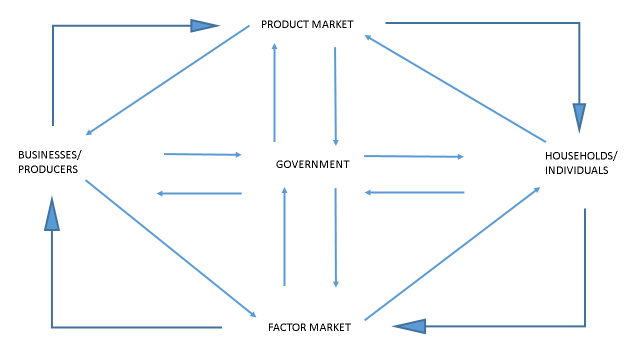 PRODUCT MARKET
BUSINESSES/
PRODUCERS
GOVERNMENT
HOUSEHOLDS/
INDIVIDUALS
FACTOR MARKET